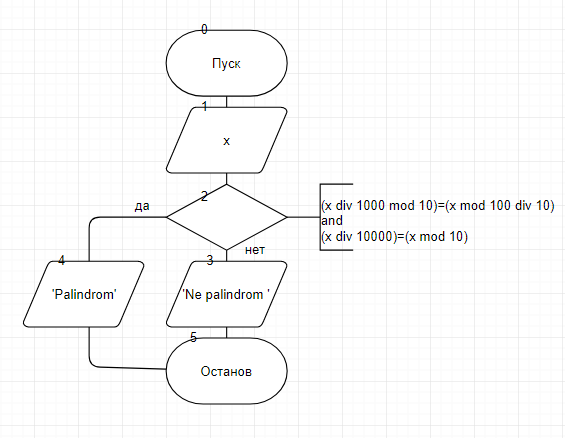 0
Пуск
1
x
2
(x div 1000 mod 10)=(x mod 100 div 10)
and
(x div 10000)=(x mod 10)
да
нет
4
'Palindrom'
3
'Ne palindrom '
5
Останов